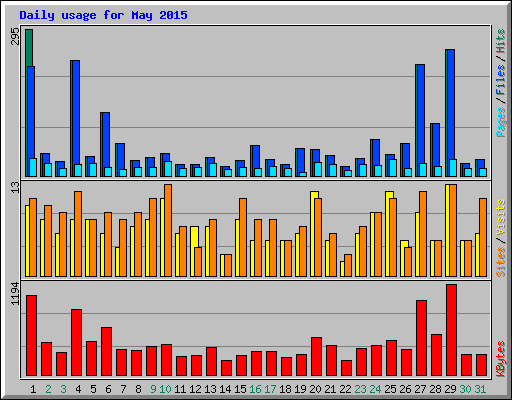 Daily usage for May 2015
295
Pages / Files / Hits
13
Sites / Visits
1194
KBytes
1 2 3 4 5 6 7 8 9 10 11 12 13 14 15 16 17 18 19 20 21 22 23 24 25 26 27 28 29 30 31